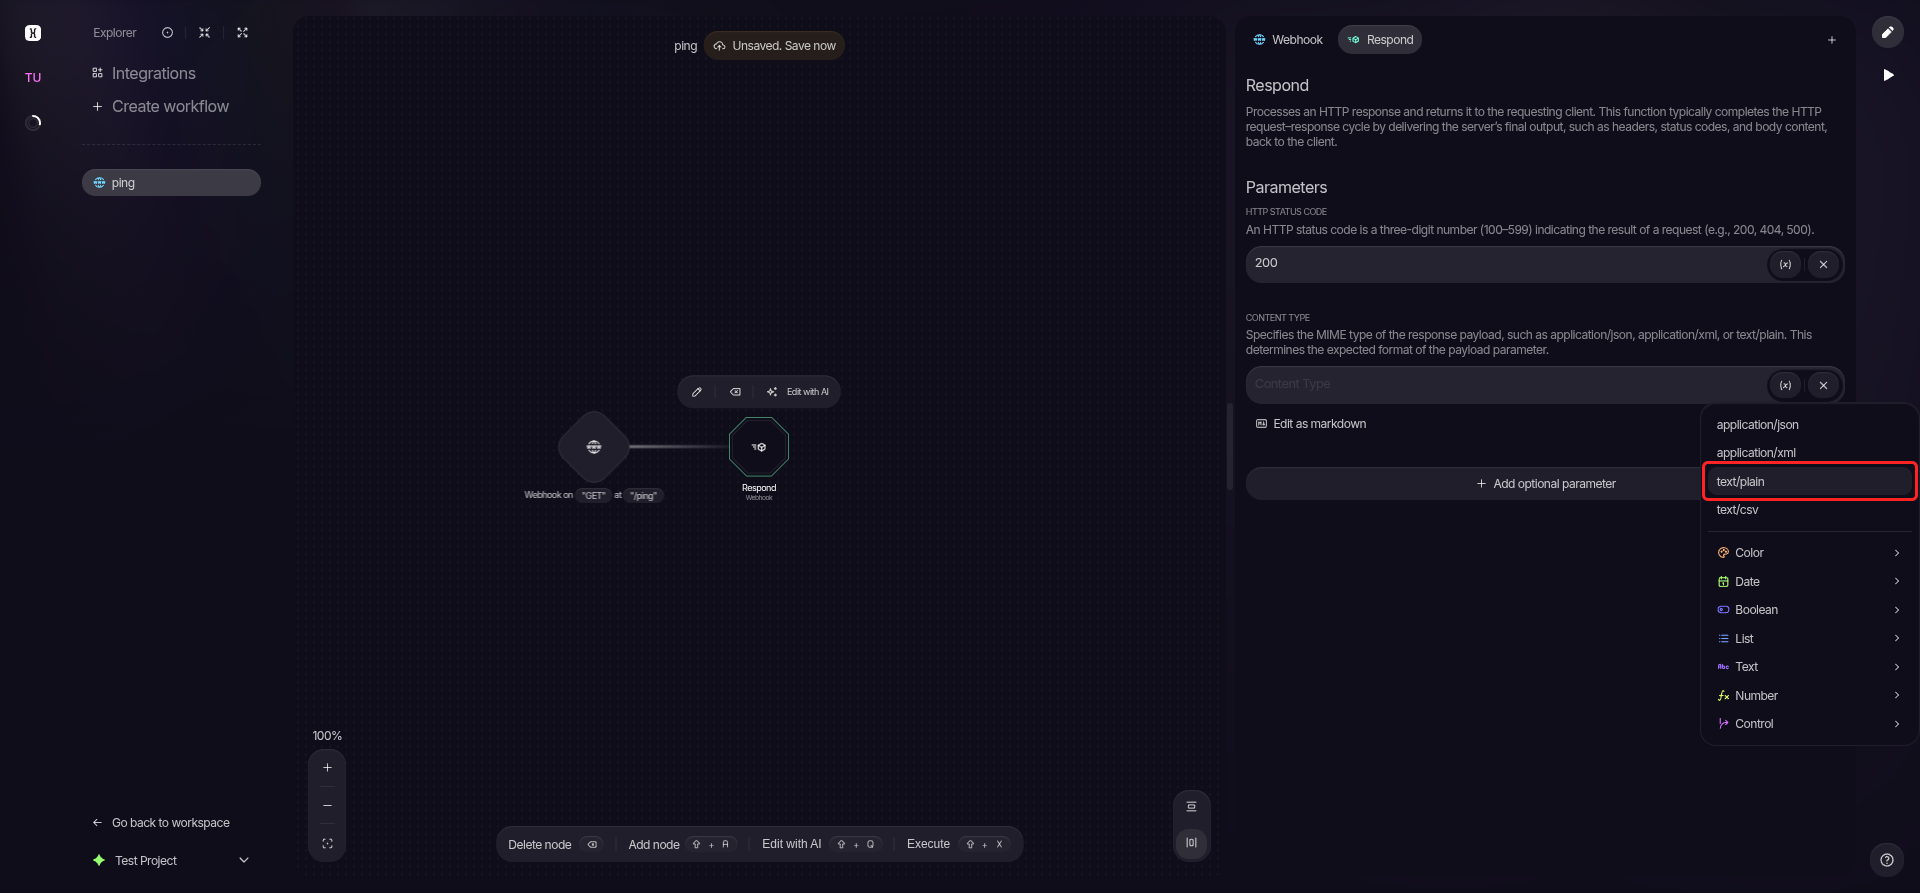 TU
Explorer
Integrations
Create workflow
ping
Go back to workspace
Test Project
ping
Unsaved. Save now
Edit with AI
Webhook on "GET" at "/ping"
Respond
Webhook
100%
Delete node
Add node + A
Edit with AI + Q
Execute + X
Webhook
Respond
Respond
Processes an HTTP response and returns it to the requesting client. This function typically completes the HTTP
request–response cycle by delivering the server's final output, such as headers, status codes, and body content,
back to the client.
Parameters
HTTP STATUS CODE
An HTTP status code is a three-digit number (100–599) indicating the result of a request (e.g., 200, 404, 500).
200
(x)
CONTENT TYPE
Specifies the MIME type of the response payload, such as application/json, application/xml, or text/plain. This
determines the expected format of the payload parameter.
Content Type
(x)
Edit as markdown
Add optional parameter
application/json
application/xml
text/plain
text/csv
Color
Date
Boolean
List
Abc Text
Number
Control